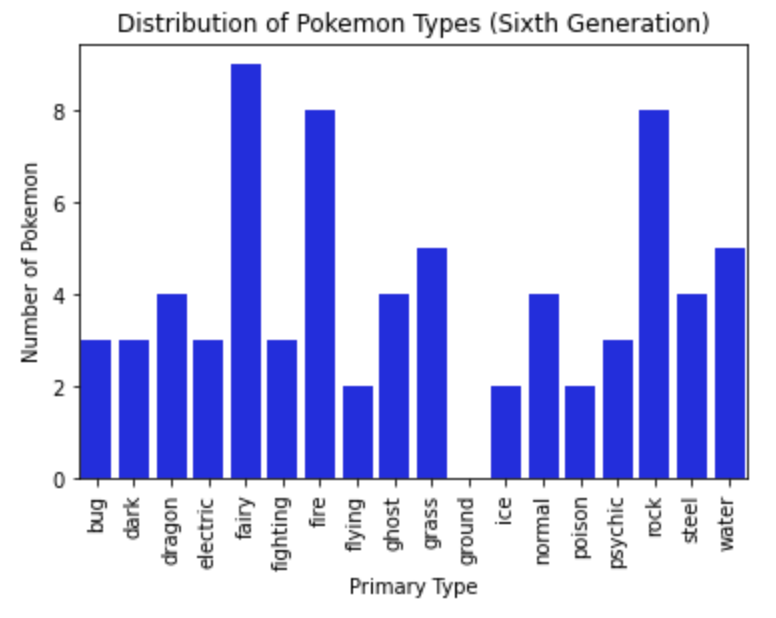 Distribution of Pokemon Types (Sixth Generation)
Number of Pokemon
8
6
4
2
0
bug
dark
dragon
electric
fairy
fighting
fire
flying
ghost
grass
ground
ice
normal
poison
psychic
rock
steel
water
Primary Type